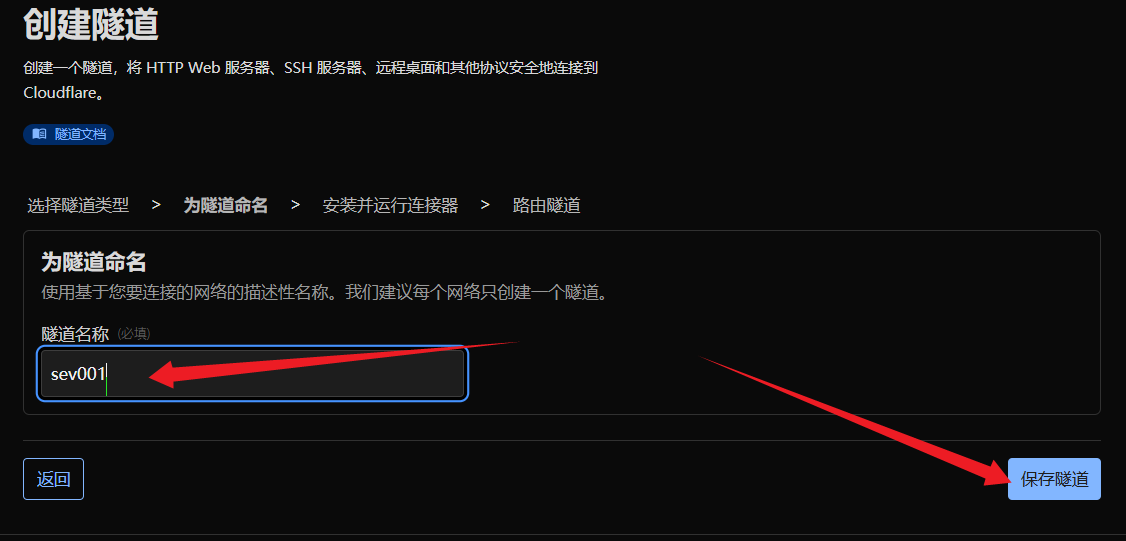 创建隧道
创建一个隧道，将 HTTP Web 服务器、SSH 服务器、远程桌面和其他协议安全地连接到
Cloudflare。
隧道文档
选择隧道类型 > 为隧道命名 > 安装并运行连接器 > 路由隧道
为隧道命名
使用基于您要连接的网络的描述性名称。我们建议每个网络只创建一个隧道。
隧道名称 (必填)
sev001
返回 保存隧道